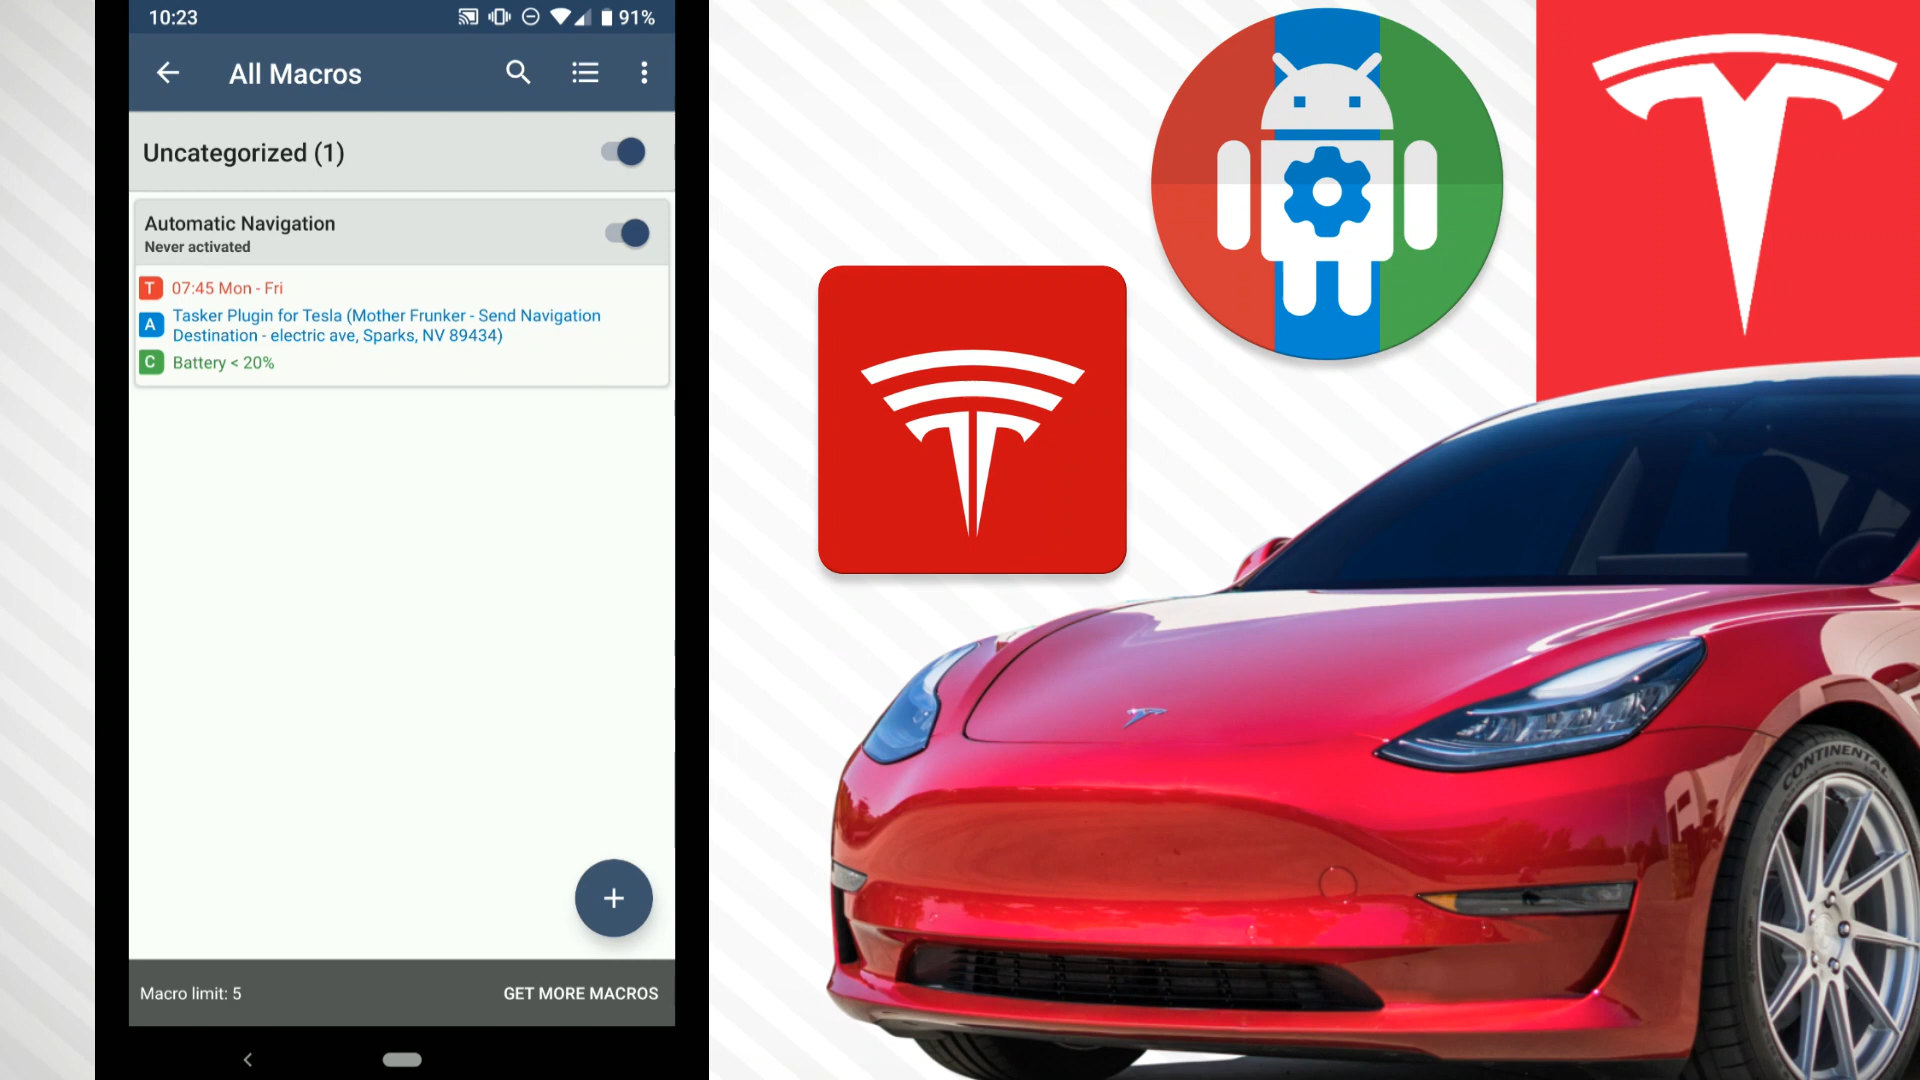 10:23
91%
All Macros
Uncategorized (1)
Automatic Navigation
Never activated
T 07:45 Mon - Fri
A Tasker Plugin for Tesla (Mother Frunker - Send Navigation
Destination - electric ave, Sparks, NV 89434)
C Battery < 20%
+
Macro limit: 5
GET MORE MACROS
CONTINENTAL